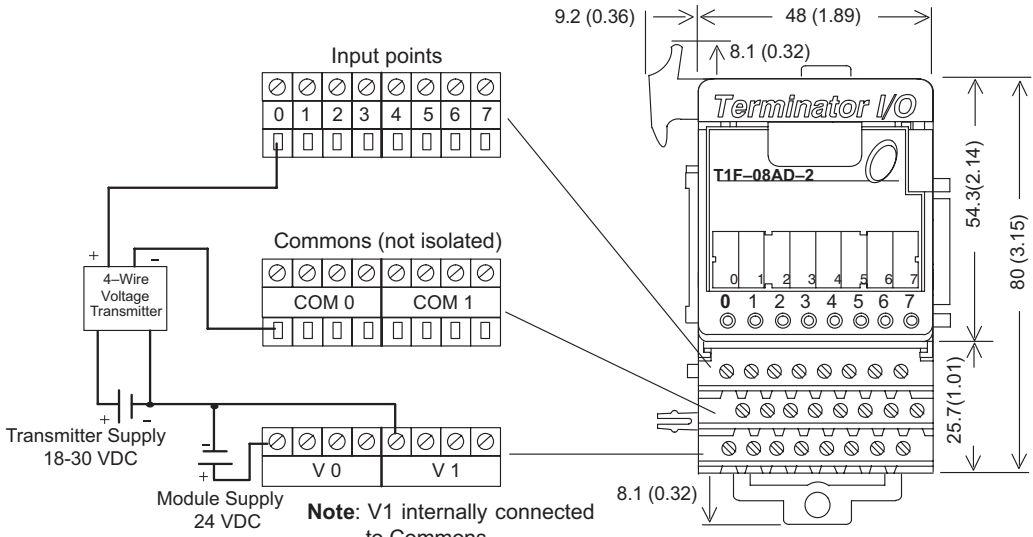 9.2 (0.36)
48 (1.89)
8.1 (0.32)
Input points
0 1 2 3 4 5 6 7
Terminator I/O
T1F–08AD–2
0 1 2 3 4 5 6 7
0 1 2 3 4 5 6 7
54.3(2.14)
80 (3.15)
25.7(1.01)
8.1 (0.32)
Commons (not isolated)
COM 0 COM 1
+ -
4–Wire
Voltage
Transmitter
+ -
Transmitter Supply
18-30 VDC
-
+
Module Supply
24 VDC
V 0 V 1
Note: V1 internally connected
to Commons